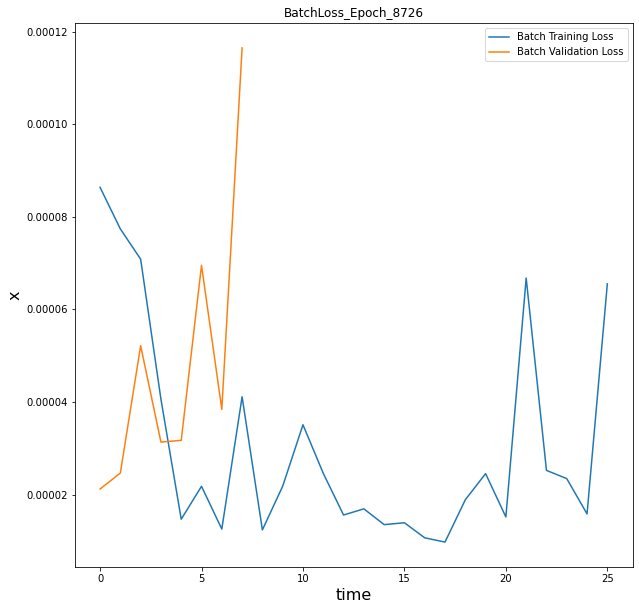 BatchLoss_Epoch_8726
Batch Training Loss
Batch Validation Loss
0.00012
0.00010
0.00008
0.00006
0.00004
0.00002
x
0 5 10 15 20 25
time